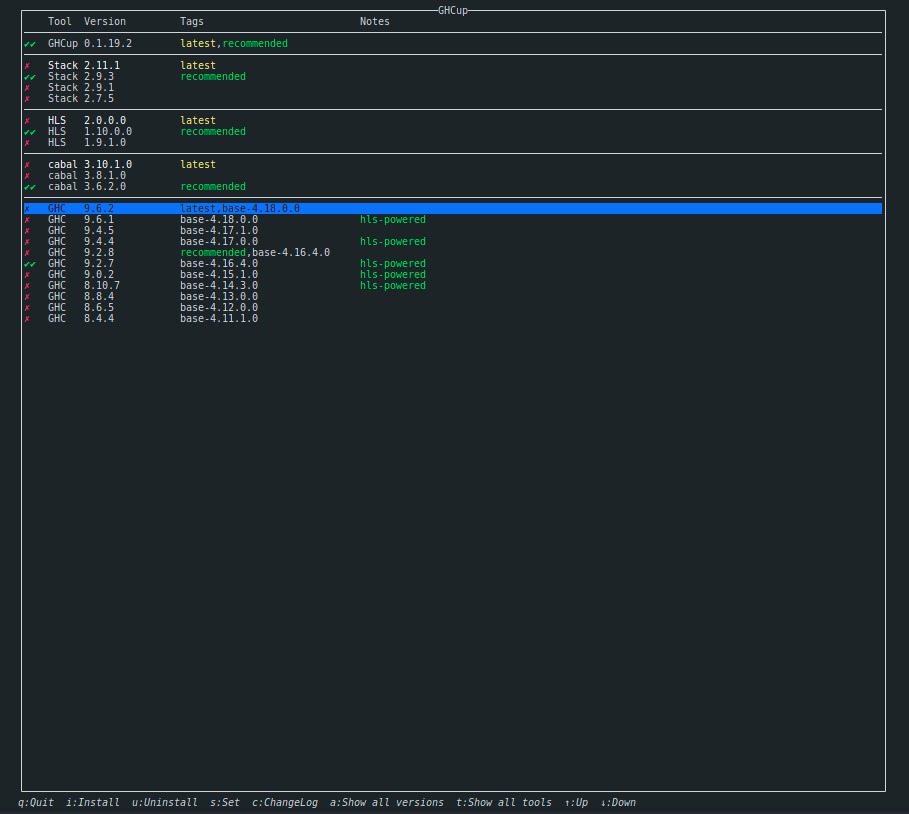 GHCup
Tool Version Tags Notes
✔✔ GHCup 0.1.19.2 latest,recommended
✗ Stack 2.11.1 latest
✔✔ Stack 2.9.3 recommended
✗ Stack 2.9.1
✗ Stack 2.7.5
✗ HLS 2.0.0.0 latest
✔✔ HLS 1.10.0.0 recommended
✗ HLS 1.9.1.0
✗ cabal 3.10.1.0 latest
✗ cabal 3.8.1.0
✔✔ cabal 3.6.2.0 recommended
✗ GHC 9.6.2 latest,base-4.18.0.0
✗ GHC 9.6.1 base-4.18.0.0 hls-powered
✗ GHC 9.4.5 base-4.17.1.0
✗ GHC 9.4.4 base-4.17.0.0 hls-powered
✗ GHC 9.2.8 recommended,base-4.16.4.0
✔✔ GHC 9.2.7 base-4.16.4.0 hls-powered
✗ GHC 9.0.2 base-4.15.1.0 hls-powered
✗ GHC 8.10.7 base-4.14.3.0 hls-powered
✗ GHC 8.8.4 base-4.13.0.0
✗ GHC 8.6.5 base-4.12.0.0
✗ GHC 8.4.4 base-4.11.1.0
q:Quit i:Install u:Uninstall s:Set c:ChangeLog a:Show all versions t:Show all tools ↑:Up ↓:Down